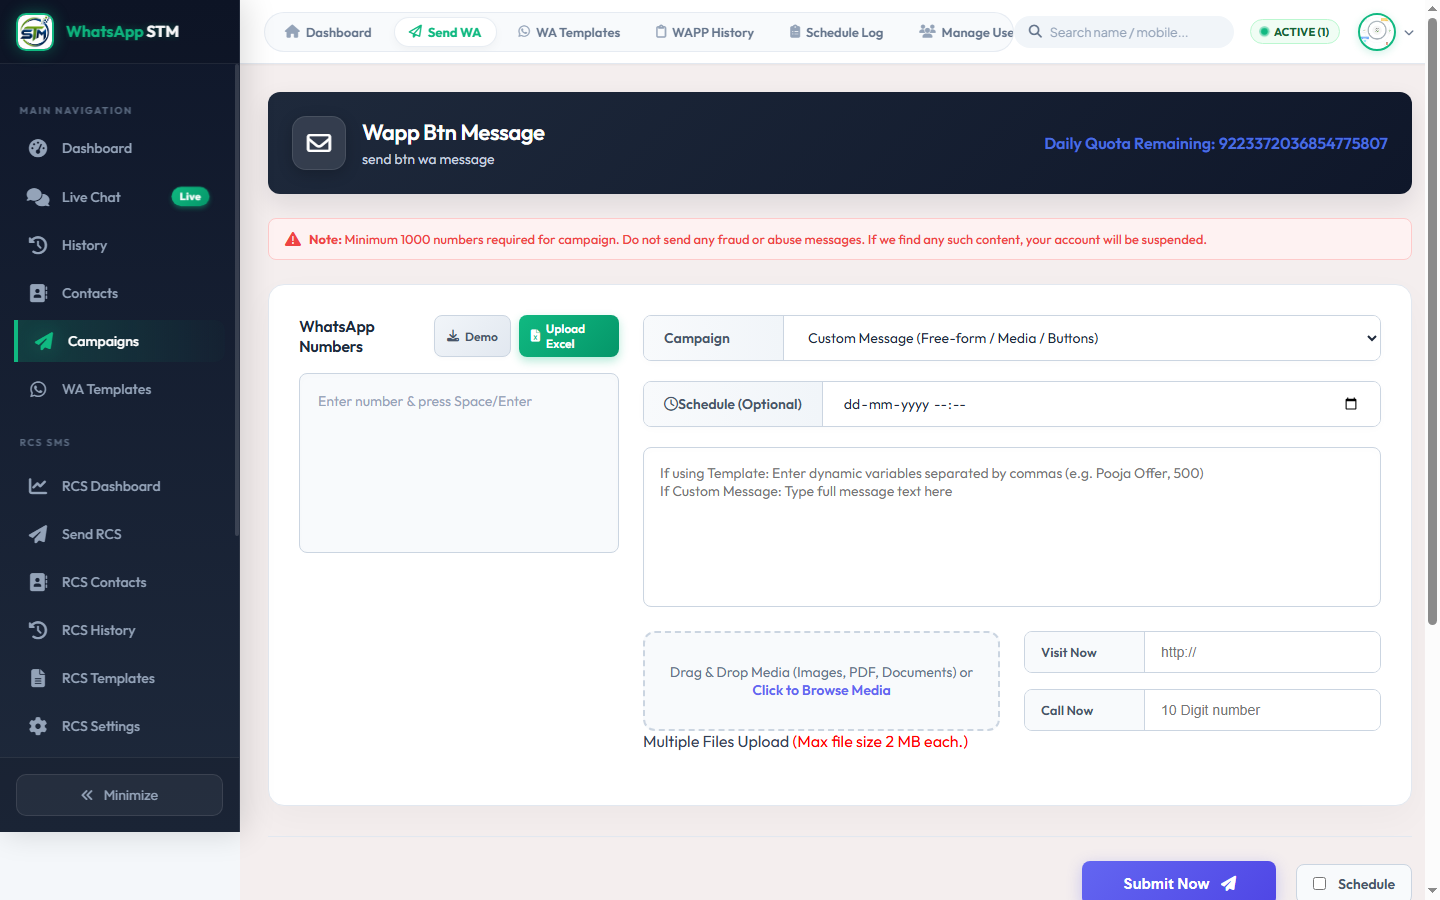 STM
WhatsApp STM
Dashboard
Send WA
WA Templates
WAPP History
Schedule Log
Manage Use
Search name / mobile...
ACTIVE (1)
MAIN NAVIGATION
Dashboard
Live Chat
Live
History
Contacts
Campaigns
WA Templates
RCS SMS
RCS Dashboard
Send RCS
RCS Contacts
RCS History
RCS Templates
RCS Settings
Minimize
Wapp Btn Message
send btn wa message
Daily Quota Remaining: 9223372036854775807
Note: Minimum 1000 numbers required for campaign. Do not send any fraud or abuse messages. If we find any such content, your account will be suspended.
WhatsApp
Numbers
Demo
Upload
Excel
Enter number & press Space/Enter
Campaign
Custom Message (Free-form / Media / Buttons)
Schedule (Optional)
dd-mm-yyyy --:--
If using Template: Enter dynamic variables separated by commas (e.g. Pooja Offer, 500)
If Custom Message: Type full message text here
Drag & Drop Media (Images, PDF, Documents) or
Click to Browse Media
Multiple Files Upload (Max file size 2 MB each.)
Visit Now
http://
Call Now
10 Digit number
Submit Now
Schedule